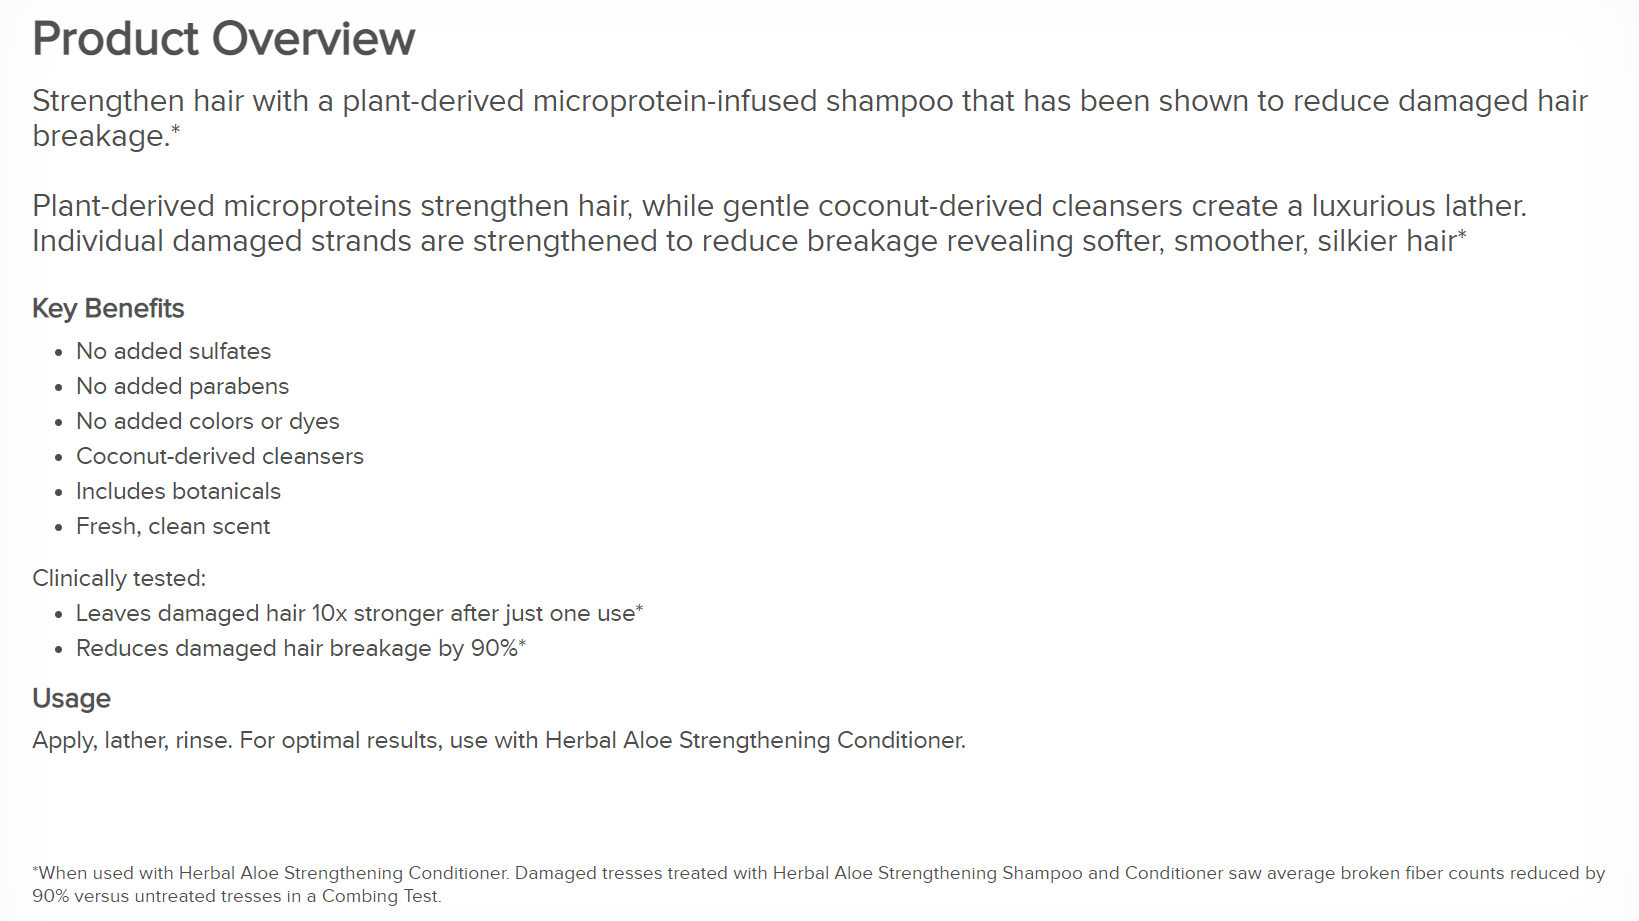 Product Overview
Strengthen hair with a plant-derived microprotein-infused shampoo that has been shown to reduce damaged hair
breakage.*
Plant-derived microproteins strengthen hair, while gentle coconut-derived cleansers create a luxurious lather.
Individual damaged strands are strengthened to reduce breakage revealing softer, smoother, silkier hair*
Key Benefits
• No added sulfates
• No added parabens
• No added colors or dyes
• Coconut-derived cleansers
• Includes botanicals
• Fresh, clean scent
Clinically tested:
• Leaves damaged hair 10x stronger after just one use*
• Reduces damaged hair breakage by 90%*
Usage
Apply, lather, rinse. For optimal results, use with Herbal Aloe Strengthening Conditioner.
*When used with Herbal Aloe Strengthening Conditioner. Damaged tresses treated with Herbal Aloe Strengthening Shampoo and Conditioner saw average broken fiber counts reduced by
90% versus untreated tresses in a Combing Test.